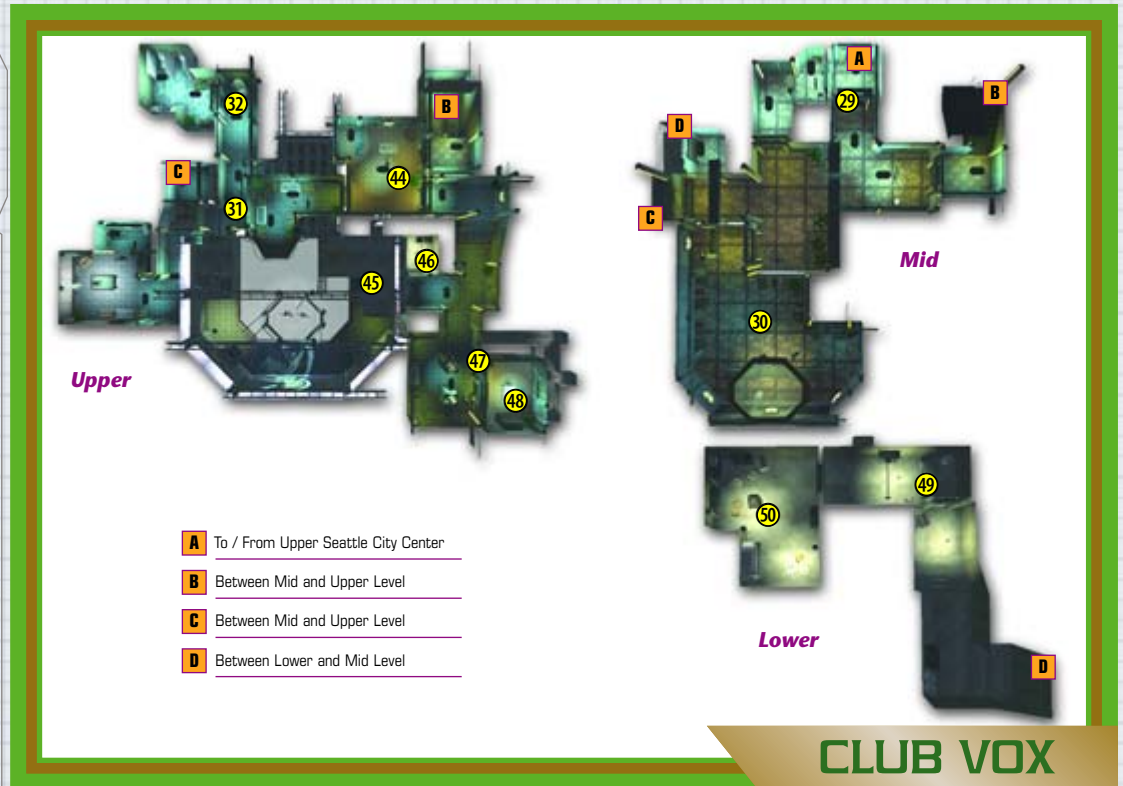 32
B
44
C
31
46
45
47
48
Upper
A
29
B
D
C
Mid
30
49
50
D
Lower
A To / From Upper Seattle City Center
B Between Mid and Upper Level
C Between Mid and Upper Level
D Between Lower and Mid Level
CLUB VOX